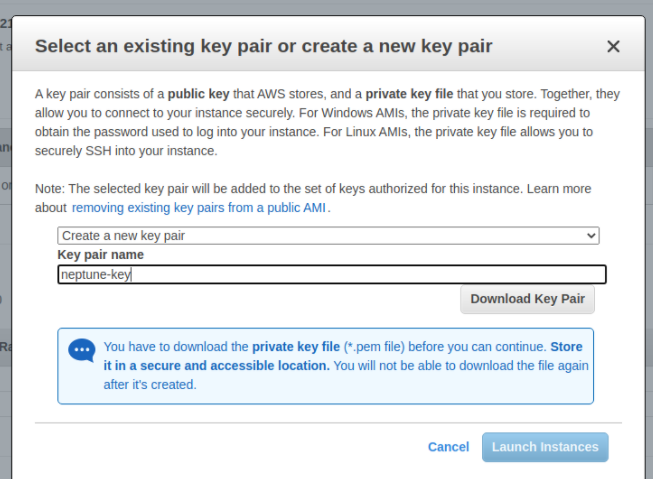 21
Select an existing key pair or create a new key pair
A key pair consists of a public key that AWS stores, and a private key file that you store. Together, they
allow you to connect to your instance securely. For Windows AMIs, the private key file is required to
obtain the password used to log into your instance. For Linux AMIs, the private key file allows you to
securely SSH into your instance.
Note: The selected key pair will be added to the set of keys authorized for this instance. Learn more
about removing existing key pairs from a public AMI.
Create a new key pair
Key pair name
neptune-key
Download Key Pair
You have to download the private key file (*.pem file) before you can continue. Store
it in a secure and accessible location. You will not be able to download the file again
after it's created.
Cancel
Launch Instances